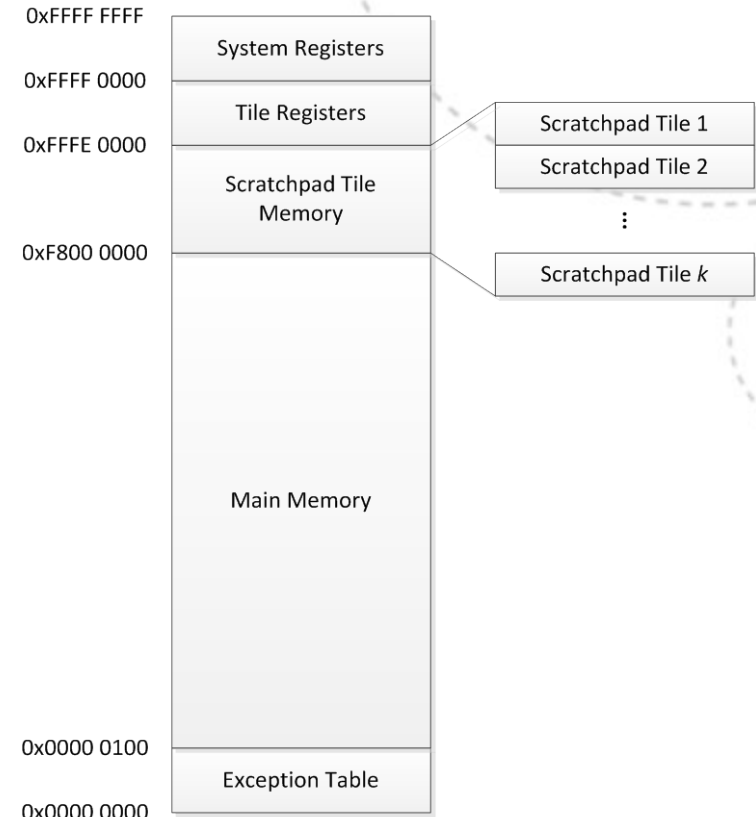 0xFFFF FFFF
System Registers
0xFFFF 0000
Tile Registers
Scratchpad Tile 1
0xFFFE 0000
Scratchpad Tile 2
Scratchpad Tile
Memory
⋮
0xF800 0000
Scratchpad Tile k
Main Memory
0x0000 0100
Exception Table
0x0000 0000